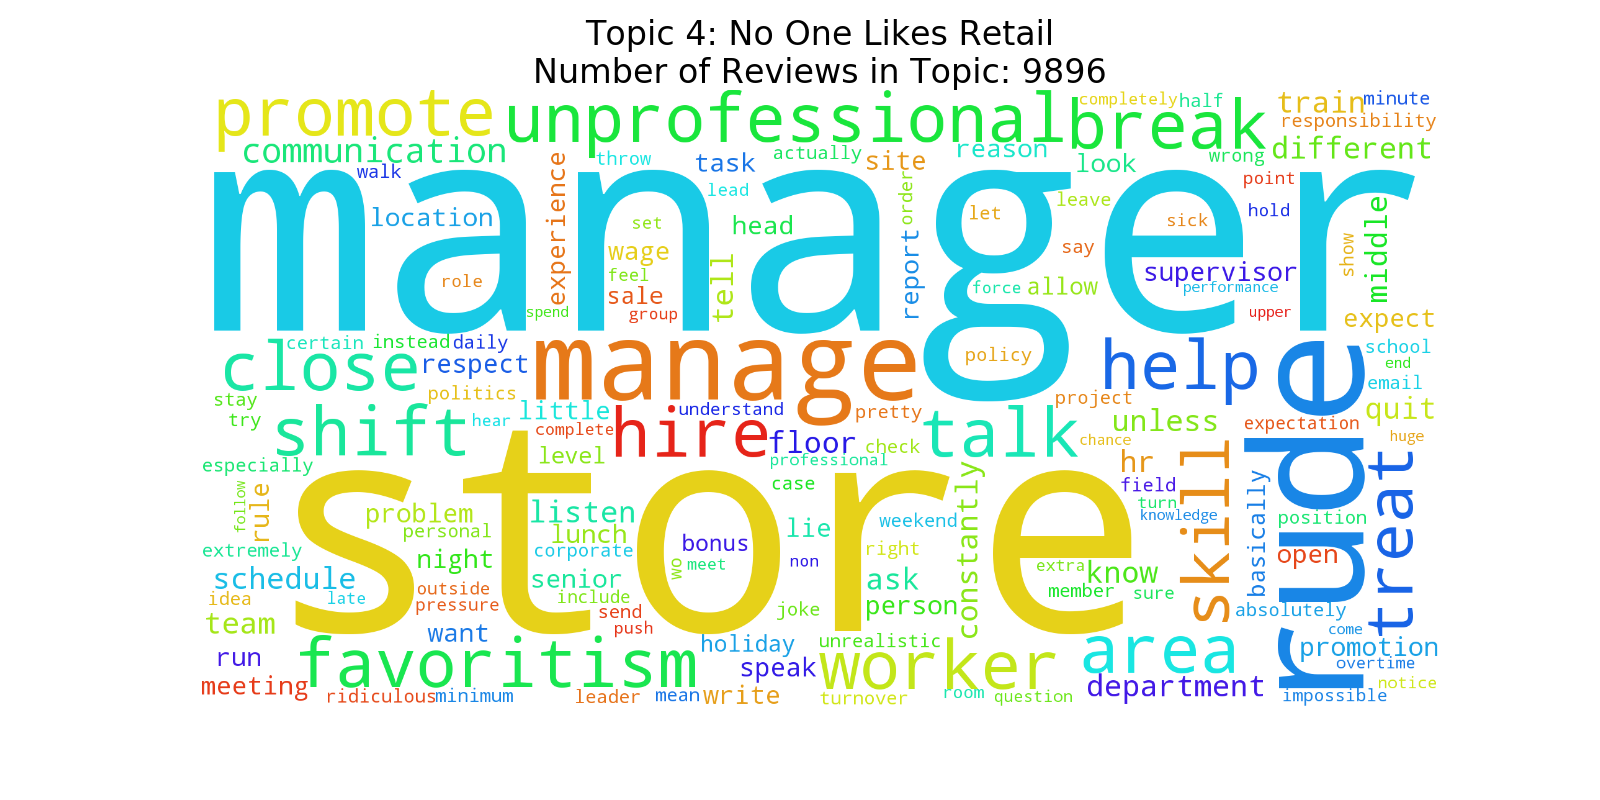 Topic 4: No One Likes Retail
Number of Reviews in Topic: 9896
promote
unprofessional
break
completely
half
train
minute
responsibility
communication
walk
throw
task
actually
site
reason
look
wrong
different
manager
location
experience
lead
order
let
leave
sick
point
hold
middle
set
head
say
show
role
wage
feel
tell
report
force
allow
supervisor
performance
sale
group
spend
upper
expect
close
certain
instead
daily
respect
manage
policy
help
rude
school
end
email
politics
stay
try
shift
hear
little
understand
complete
hire
floor
pretty
check
talk
project
unless
chance
expectation
quit
huge
especially
level
professional
hr
store
case
field
skill
basically
treat
follow
rule
problem
personal
listen
lunch
lie
weekend
constantly
turn
knowledge
position
extremely
night
corporate
bonus
right
open
wo
meet
non
extra
know
schedule
senior
ask
member
sure
idea
late
outside
pressure
include
send
push
joke
person
absolutely
team
want
holiday
unrealistic
come
promotion
run
favoritism
speak
worker
area
overtime
meeting
ridiculous
minimum
leader
mean
write
turnover
room
question
department
impossible
notice